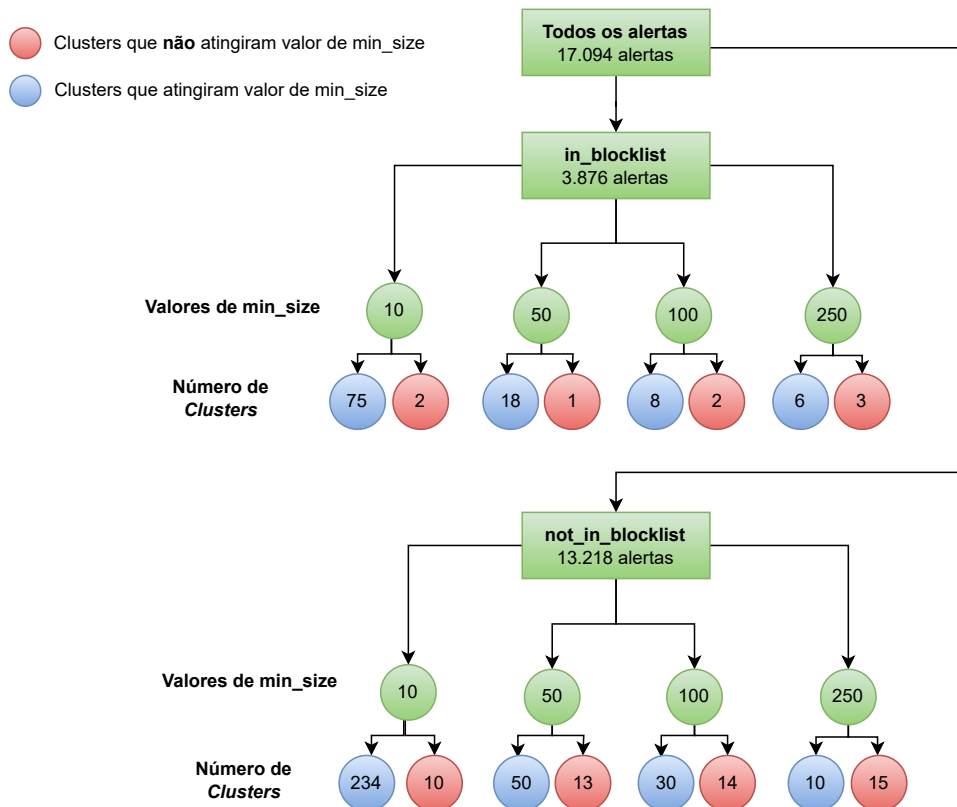 Clusters que não atingiram valor de min_size
Clusters que atingiram valor de min_size
Todos os alertas
17.094 alertas
in_blocklist
3.876 alertas
Valores de min_size
10
50
100
250
Número de
Clusters
75
2
18
1
8
2
6
3
not_in_blocklist
13.218 alertas
Valores de min_size
10
50
100
250
Número de
Clusters
234
10
50
13
30
14
10
15